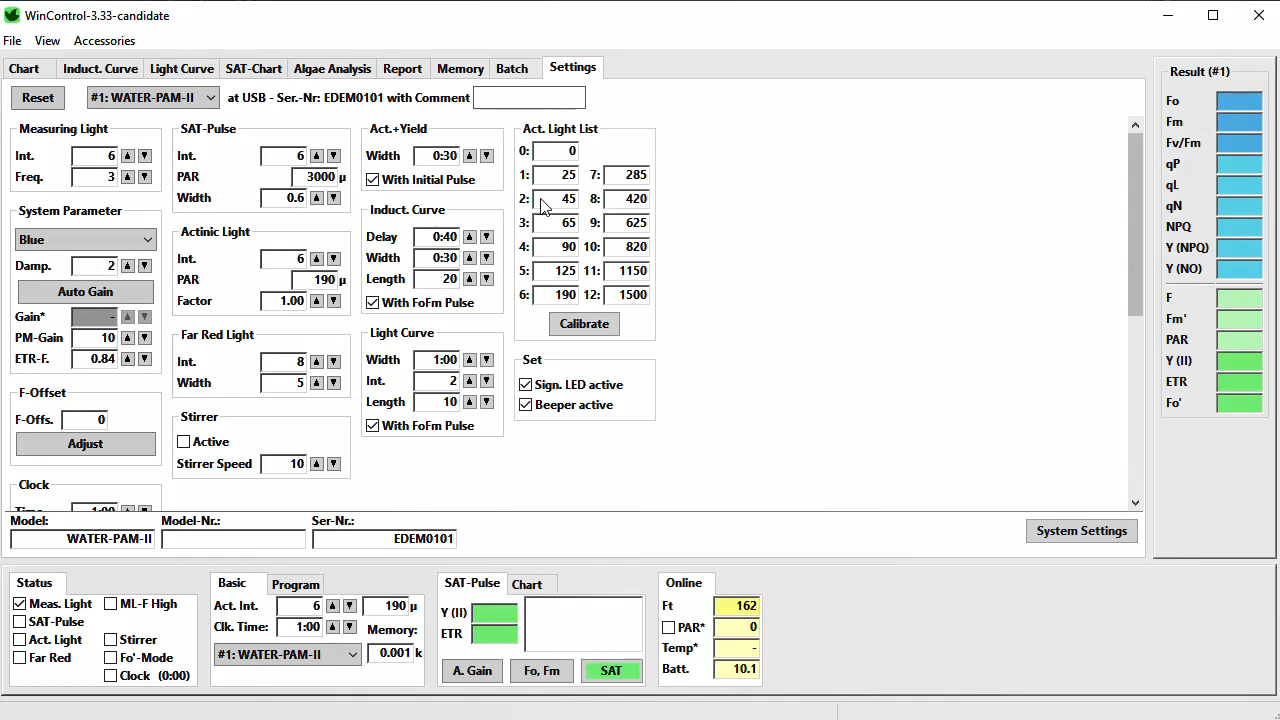 WinControl-3.33-candidate
File View Accessories
Chart Induct. Curve Light Curve SAT-Chart Algae Analysis Report Memory Batch Settings
Reset #1: WATER-PAM-II at USB - Ser.-Nr: EDEM0101 with Comment
Measuring Light
Int. 6
Freq. 3
System Parameter
Blue
Damp. 2
Auto Gain
Gain* -
PM-Gain 10
ETR-F. 0.84
F-Offset
F-Offs. 0
Adjust
Clock
Time 1:00
SAT-Pulse
Int. 6
PAR 3000 µ
Width 0.6
Actinic Light
Int. 6
PAR 190 µ
Factor 1.00
Far Red Light
Int. 8
Width 5
Stirrer
Active
Stirrer Speed 10
Act.+Yield
Width 0:30
With Initial Pulse
Induct. Curve
Delay 0:40
Width 0:30
Length 20
With FoFm Pulse
Light Curve
Width 1:00
Int. 2
Length 10
With FoFm Pulse
Act. Light List
0: 0
1: 25 7: 285
2: 45 8: 420
3: 65 9: 625
4: 90 10: 820
5: 125 11: 1150
6: 190 12: 1500
Calibrate
Set
Sign. LED active
Beeper active
Model: Model-Nr.: Ser-Nr.:
WATER-PAM-II EDEM0101
System Settings
Result (#1)
Fo
Fm
Fv/Fm
qP
qL
qN
NPQ
Y (NPQ)
Y (NO)
F
Fm'
PAR
Y (II)
ETR
Fo'
Status
Meas. Light ML-F High
SAT-Pulse
Act. Light Stirrer
Far Red Fo'-Mode
Clock (0:00)
Basic Program
Act. Int. 6 190 µ
Clk. Time: 1:00 Memory:
#1: WATER-PAM-II 0.001 k
SAT-Pulse Chart
Y (II)
ETR
A. Gain Fo, Fm SAT
Online
Ft 162
PAR* 0
Temp* -
Batt. 10.1